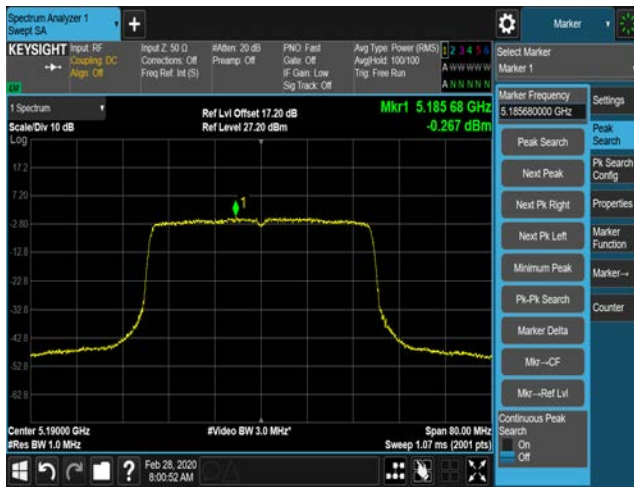 Spectrum Analyzer 1
Swept SA
Marker
KEYSIGHT
Input: RF
Coupling: DC
Align: Off
Input Z: 50 Ω
Corrections: Off
Freq Ref: Int (S)
#Atten: 20 dB
Preamp: Off
PNO: Fast
Gate: Off
IF Gain: Low
Sig Track: Off
Avg Type: Power (RMS)
Avg|Hold: 100/100
Trig: Free Run
1 2 3 4 5 6
A W W W W W
A N N N N N
Select Marker
Marker 1
1 Spectrum
Scale/Div 10 dB
Log
Ref Lvl Offset 17.20 dB
Ref Level 27.20 dBm
Mkr1 5.185 68 GHz
-0.267 dBm
17.2
7.20
-2.80
-12.8
-22.8
-32.8
-42.8
-52.8
-62.8
1
Center 5.19000 GHz
#Res BW 1.0 MHz
#Video BW 3.0 MHz*
Span 80.00 MHz
Sweep 1.07 ms (2001 pts)
Marker Frequency
5.185680000 GHz
Peak Search
Next Peak
Next Pk Right
Next Pk Left
Minimum Peak
Pk-Pk Search
Marker Delta
Mkr→CF
Mkr→Ref Lvl
Continuous Peak
Search
On
Off
Settings
Peak
Search
Pk Search
Config
Properties
Marker
Function
Marker→
Counter
?
Feb 28, 2020
8:00:52 AM